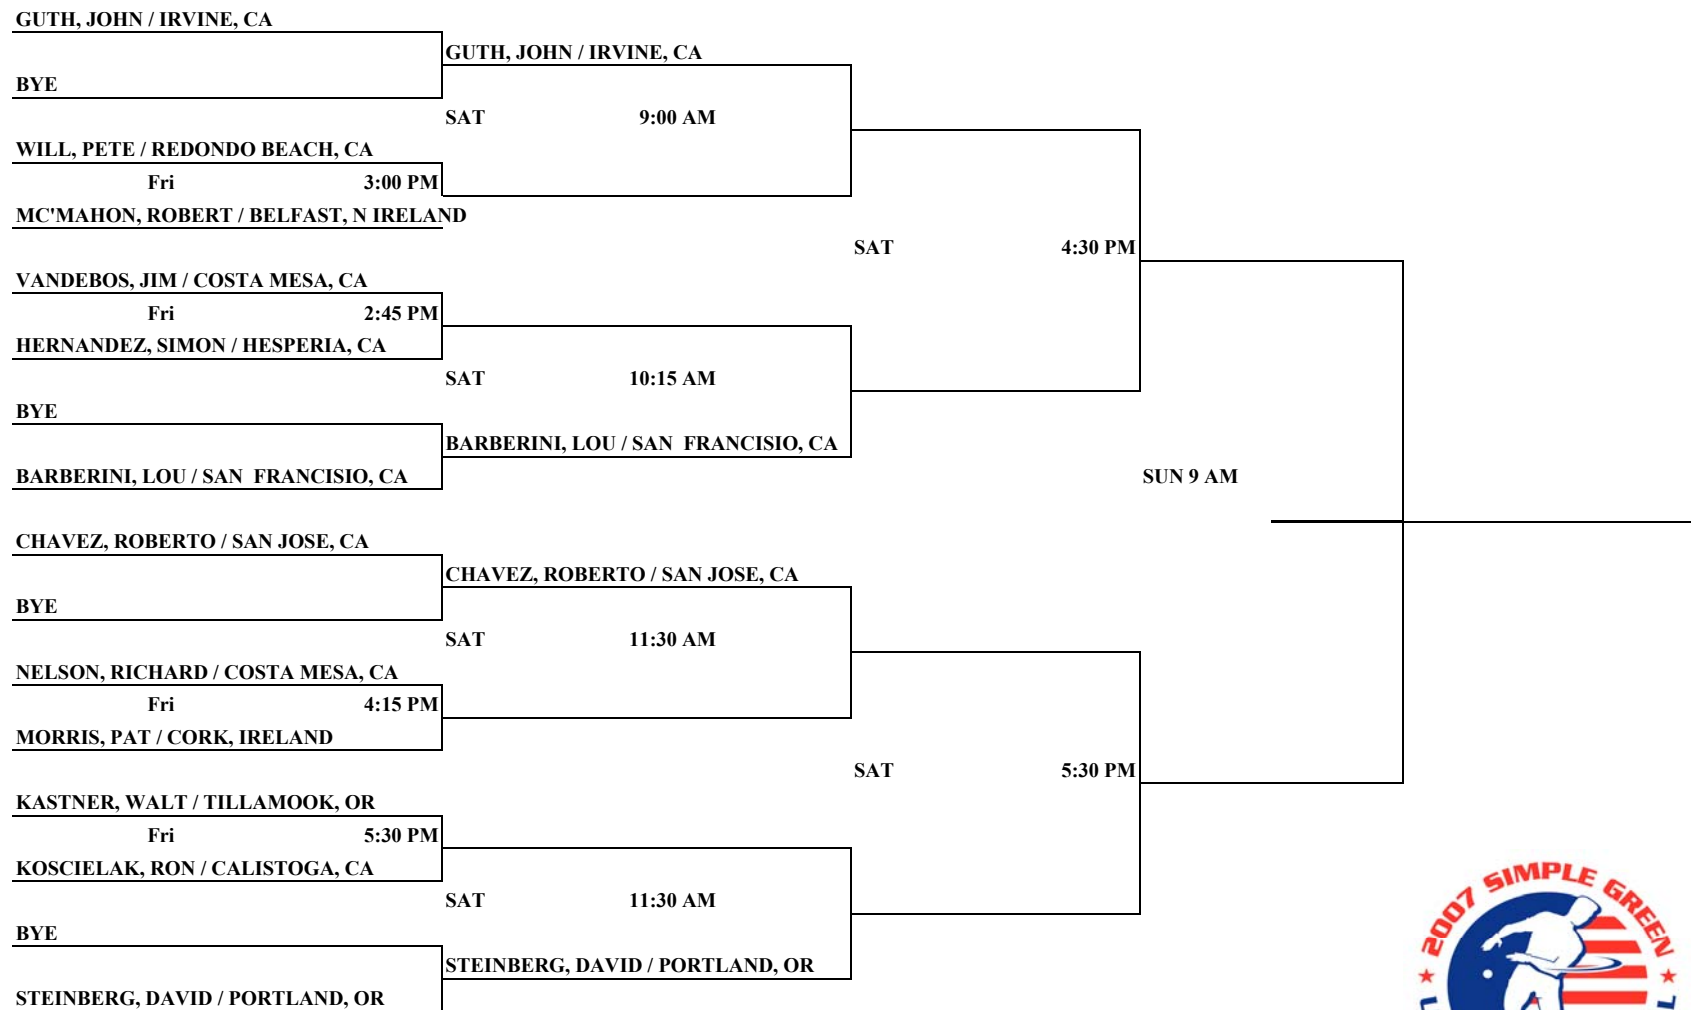 GUTH, JOHN / IRVINE, CA
GUTH, JOHN / IRVINE, CA
BYE
SAT 9:00 AM
WILL, PETE / REDONDO BEACH, CA
Fri 3:00 PM
MC'MAHON, ROBERT / BELFAST, N IRELAND
SAT 4:30 PM
VANDEBOS, JIM / COSTA MESA, CA
Fri 2:45 PM
HERNANDEZ, SIMON / HESPERIA, CA
SAT 10:15 AM
BYE
BARBERINI, LOU / SAN  FRANCISIO, CA
BARBERINI, LOU / SAN  FRANCISIO, CA
SUN 9 AM
CHAVEZ, ROBERTO / SAN JOSE, CA
CHAVEZ, ROBERTO / SAN JOSE, CA
BYE
SAT 11:30 AM
NELSON, RICHARD / COSTA MESA, CA
Fri 4:15 PM
MORRIS, PAT / CORK, IRELAND
SAT 5:30 PM
KASTNER, WALT / TILLAMOOK, OR
Fri 5:30 PM
KOSCIELAK, RON / CALISTOGA, CA
SAT 11:30 AM
BYE
STEINBERG, DAVID / PORTLAND, OR
STEINBERG, DAVID / PORTLAND, OR
2007 SIMPLE GREEN